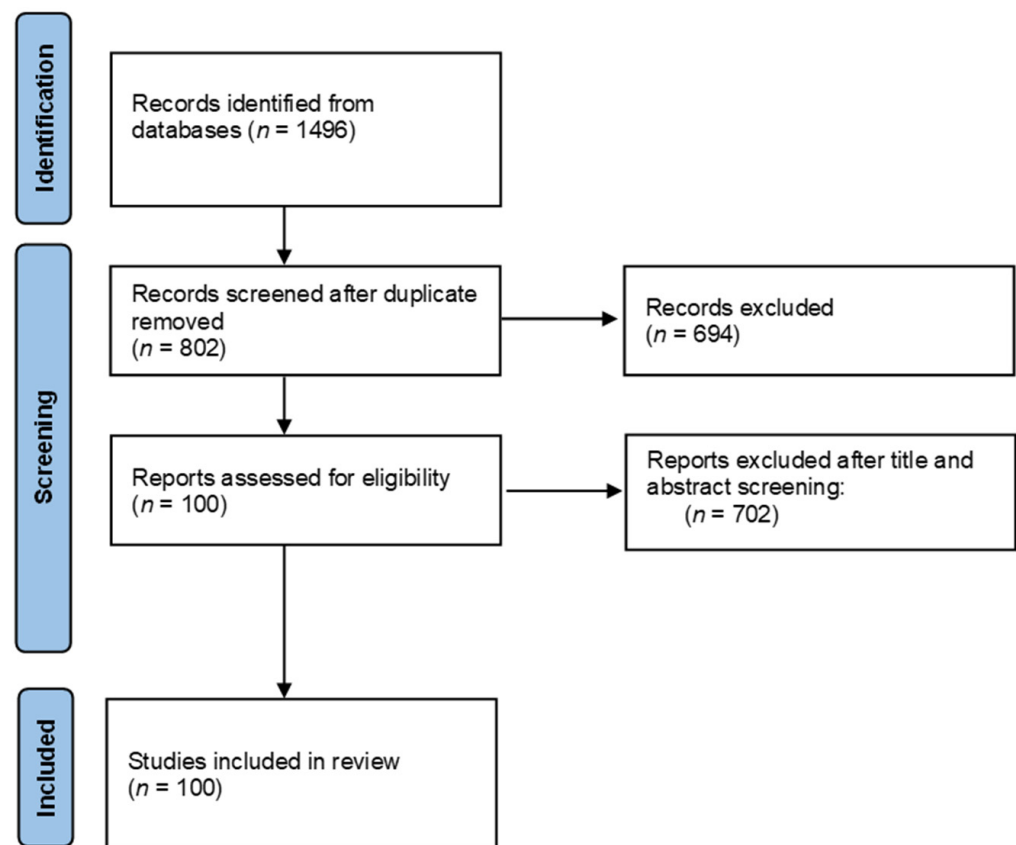 Identification
Records identified from
databases (n = 1496)
Screening
Records screened after duplicate
removed
(n = 802)
Records excluded
(n = 694)
Reports assessed for eligibility
(n = 100)
Reports excluded after title and
abstract screening:
(n = 702)
Included
Studies included in review
(n = 100)